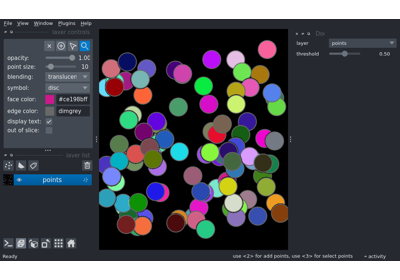 File View Window Plugins Help
layer controls
opacity: 1.00
point size: 10
blending: translucen
symbol: disc
face color: #ce198bff
edge color: dimgrey
display text:
out of slice:
layer list
points
layer points
threshold 0.50
Ready
use <2> for add points, use <3> for select points
activity